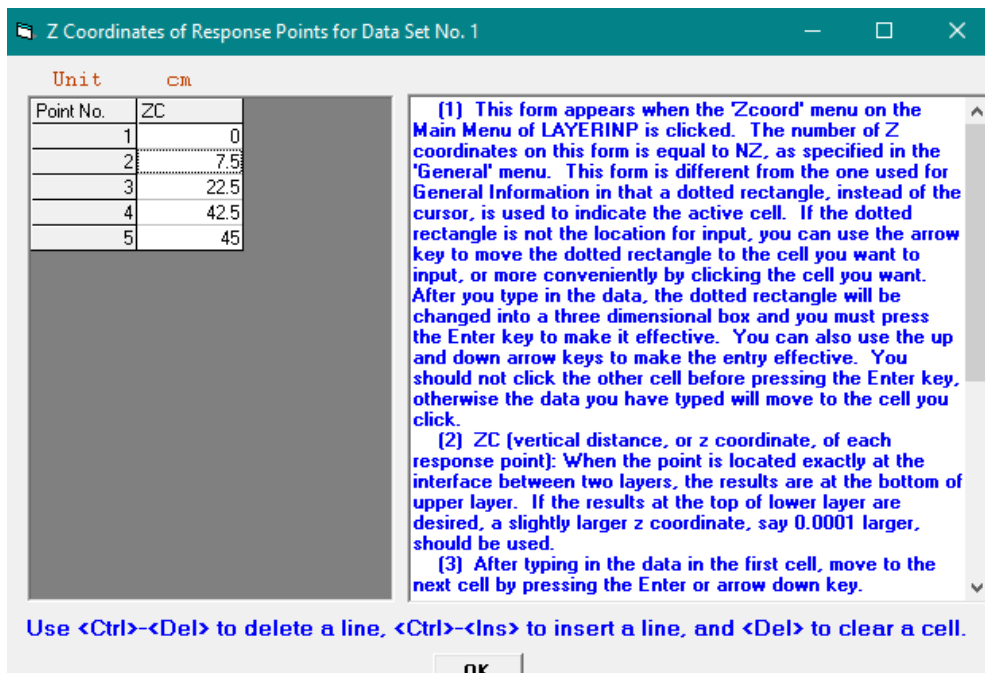 Z Coordinates of Response Points for Data Set No. 1
Unit cm
Point No. ZC
1 0
2 7.5
3 22.5
4 42.5
5 45
(1) This form appears when the 'Zcoord' menu on the
Main Menu of LAYERINP is clicked. The number of Z
coordinates on this form is equal to NZ, as specified in the
'General' menu. This form is different from the one used for
General Information in that a dotted rectangle, instead of the
cursor, is used to indicate the active cell. If the dotted
rectangle is not the location for input, you can use the arrow
key to move the dotted rectangle to the cell you want to
input, or more conveniently by clicking the cell you want.
After you type in the data, the dotted rectangle will be
changed into a three dimensional box and you must press
the Enter key to make it effective. You can also use the up
and down arrow keys to make the entry effective. You
should not click the other cell before pressing the Enter key,
otherwise the data you have typed will move to the cell you
click.
(2) ZC (vertical distance, or z coordinate, of each
response point): When the point is located exactly at the
interface between two layers, the results are at the bottom of
upper layer. If the results at the top of lower layer are
desired, a slightly larger z coordinate, say 0.0001 larger,
should be used.
(3) After typing in the data in the first cell, move to the
next cell by pressing the Enter or arrow down key.
Use <Ctrl>-<Del> to delete a line, <Ctrl>-<Ins> to insert a line, and <Del> to clear a cell.
OK